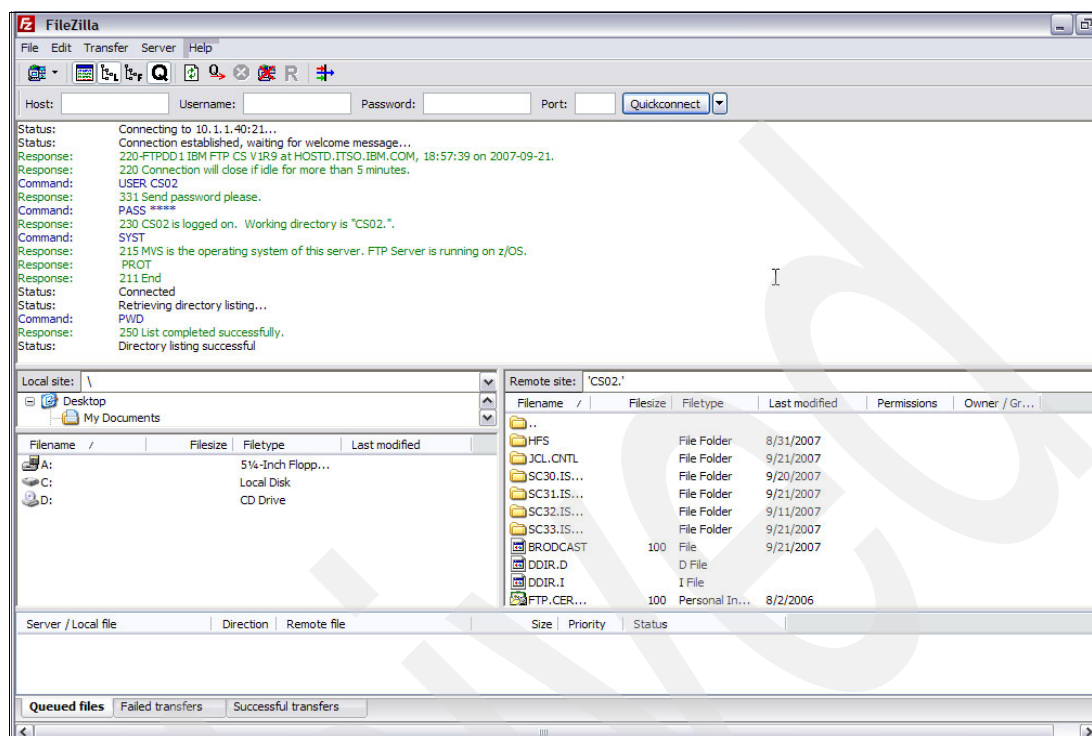 FileZilla
File Edit Transfer Server Help
Host: Username: Password: Port: Quickconnect
Status: Connecting to 10.1.1.40:21...
Status: Connection established, waiting for welcome message...
Response: 220-FTPDD1 IBM FTP CS V1R9 at HOSTD.ITSO.IBM.COM, 18:57:39 on 2007-09-21.
Response: 220 Connection will close if idle for more than 5 minutes.
Command: USER CS02
Response: 331 Send password please.
Command: PASS ****
Response: 230 CS02 is logged on. Working directory is "CS02.".
Command: SYST
Response: 215 MVS is the operating system of this server. FTP Server is running on z/OS.
Response: PROT
Response: 211 End
Status: Connected
Status: Retrieving directory listing...
Command: PWD
Response: 250 List completed successfully.
Status: Directory listing successful
Local site: \
Desktop
My Documents
Filename / Filesize Filetype Last modified
A: 5¼-Inch Flopp...
C: Local Disk
D: CD Drive
Remote site: 'CS02.'
Filename / Filesize Filetype Last modified Permissions Owner / Gr...
..
HFS File Folder 8/31/2007
JCL.CNTL File Folder 9/21/2007
SC30.IS... File Folder 9/20/2007
SC31.IS... File Folder 9/21/2007
SC32.IS... File Folder 9/11/2007
SC33.IS... File Folder 9/21/2007
BRODCAST 100 File 9/21/2007
DDIR.D D File
DDIR.I I File
FTP.CER... 100 Personal In... 8/2/2006
Server / Local file Direction Remote file Size Priority Status
Queued files Failed transfers Successful transfers